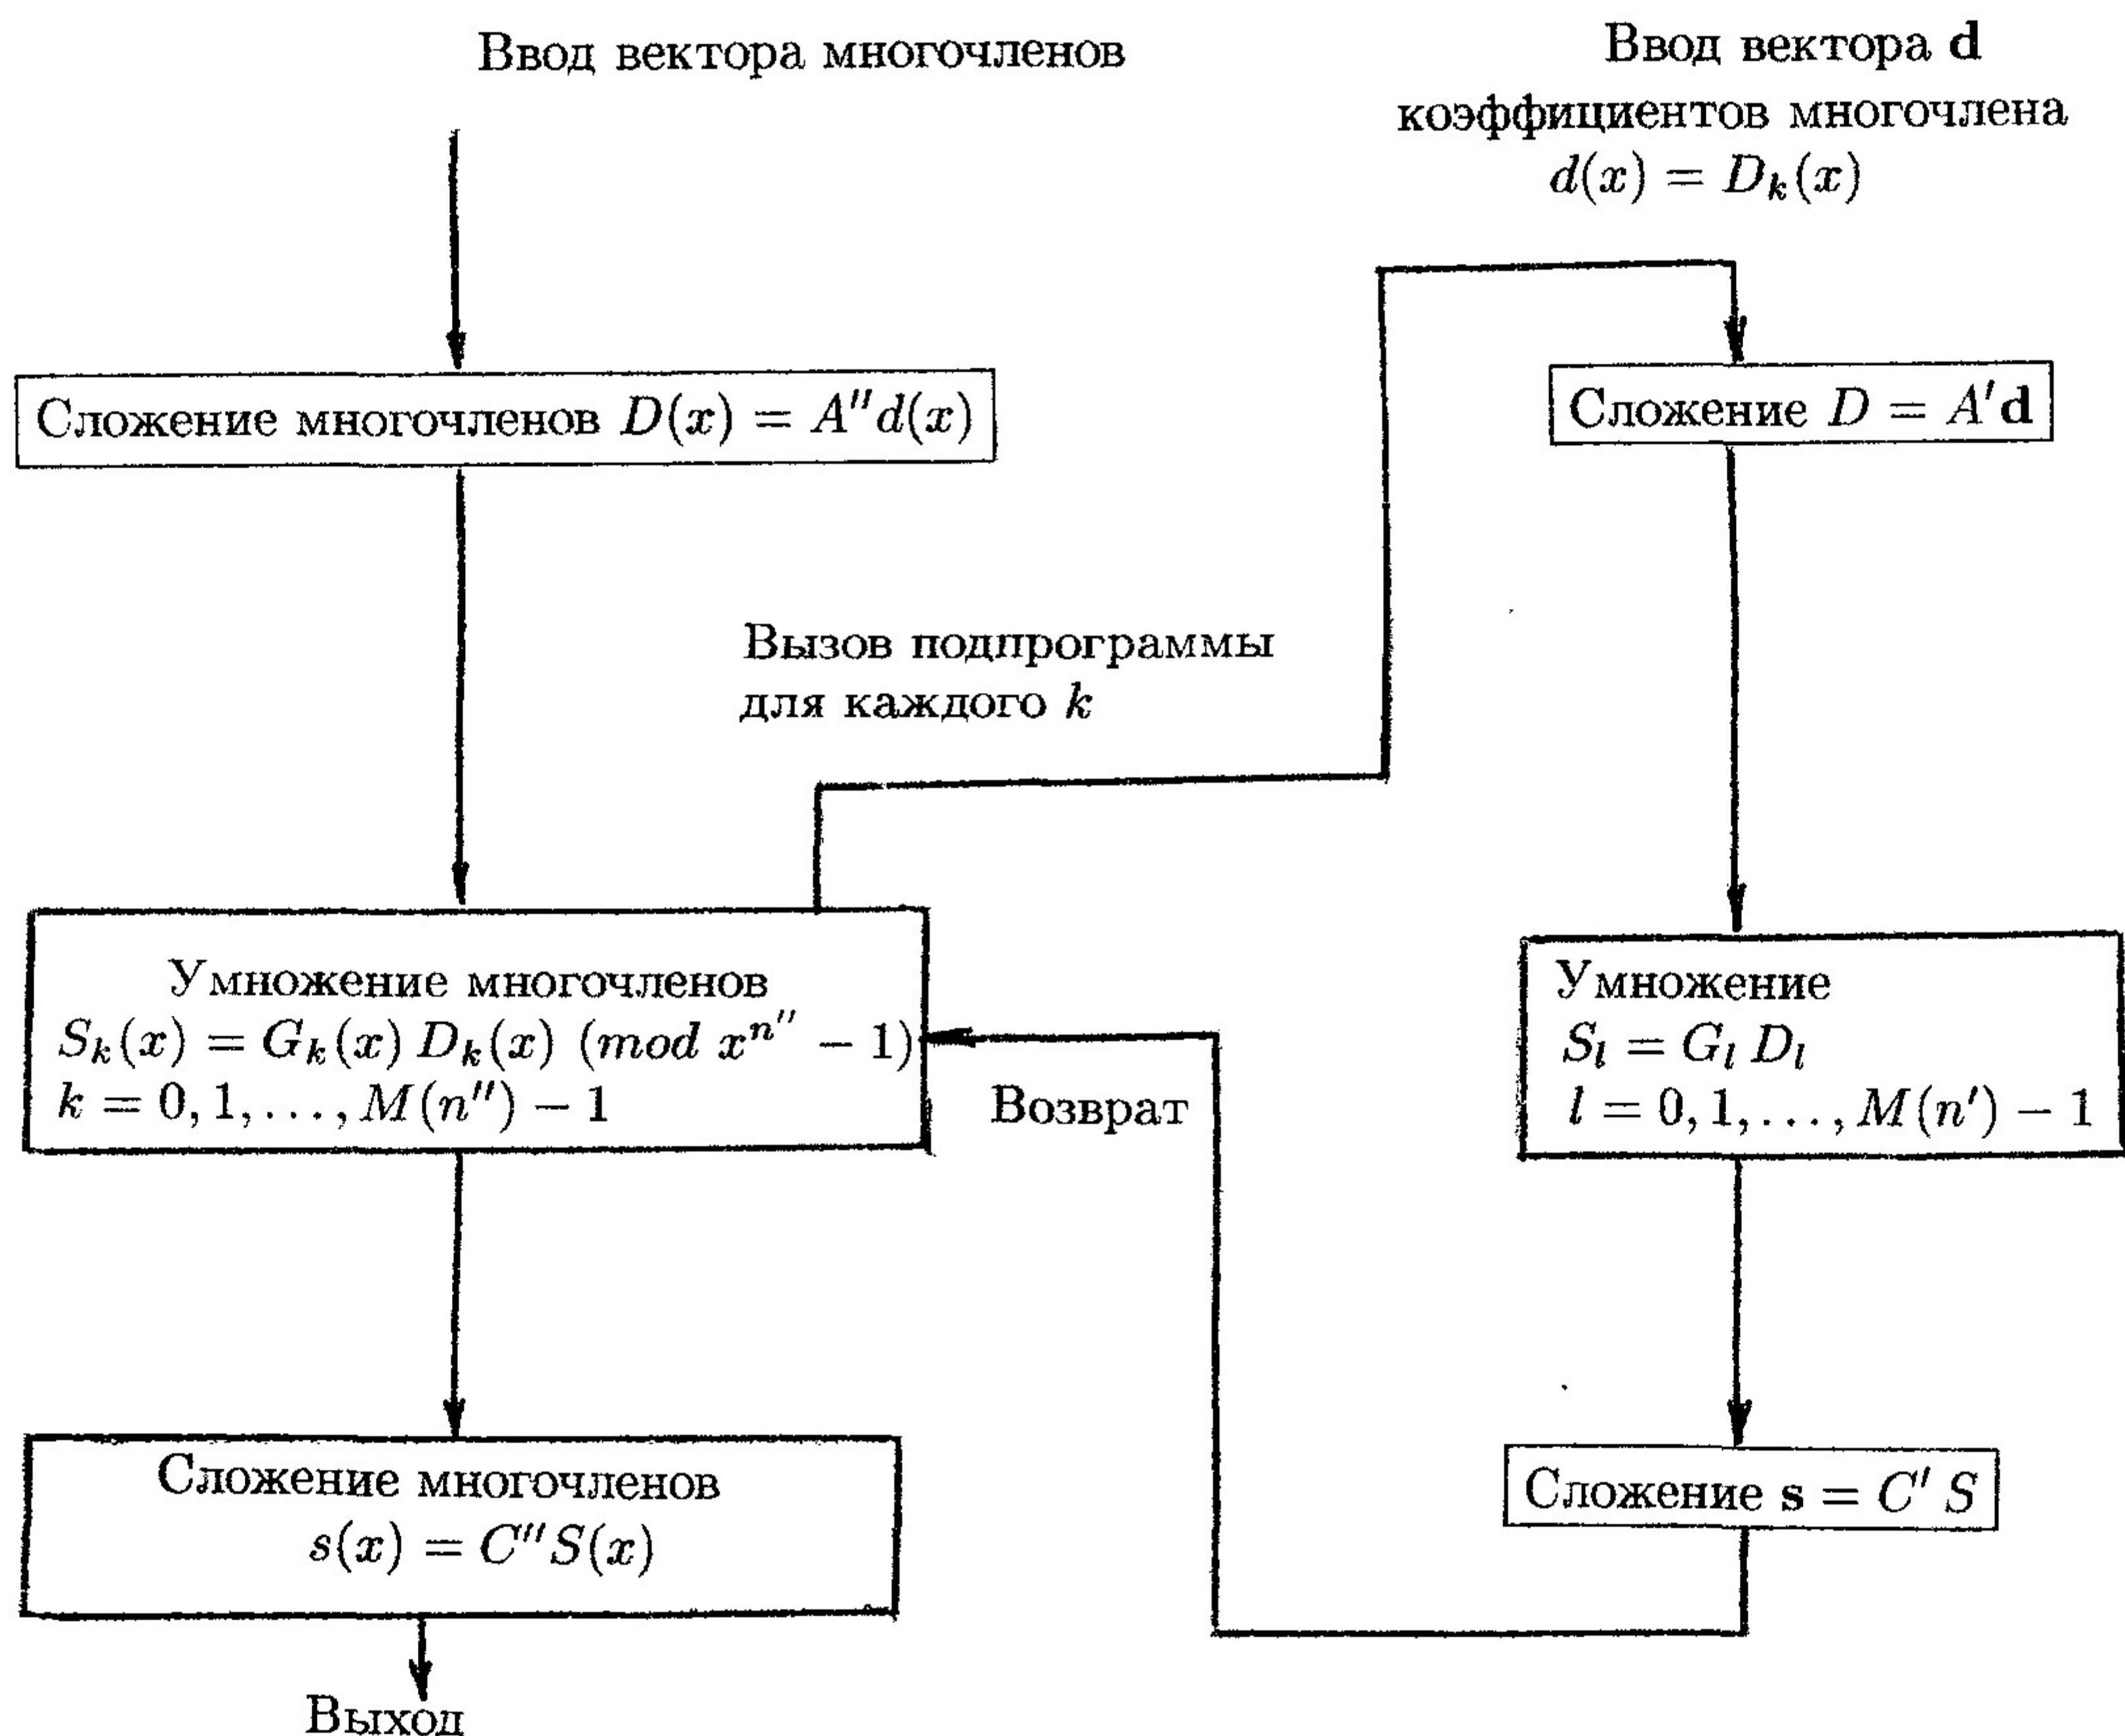 Ввод вектора многочленов
Ввод вектора d
коэффициентов многочлена
d(x) = D_k(x)
Сложение многочленов D(x) = A''d(x)
Сложение D = A'd
Вызов подпрограммы
для каждого k
Умножение многочленов
S_k(x) = G_k(x) D_k(x) (mod x^{n''} − 1)
k = 0, 1, ..., M(n'') − 1
Умножение
S_l = G_l D_l
l = 0, 1, ..., M(n') − 1
Возврат
Сложение многочленов
s(x) = C''S(x)
Сложение s = C' S
Выход